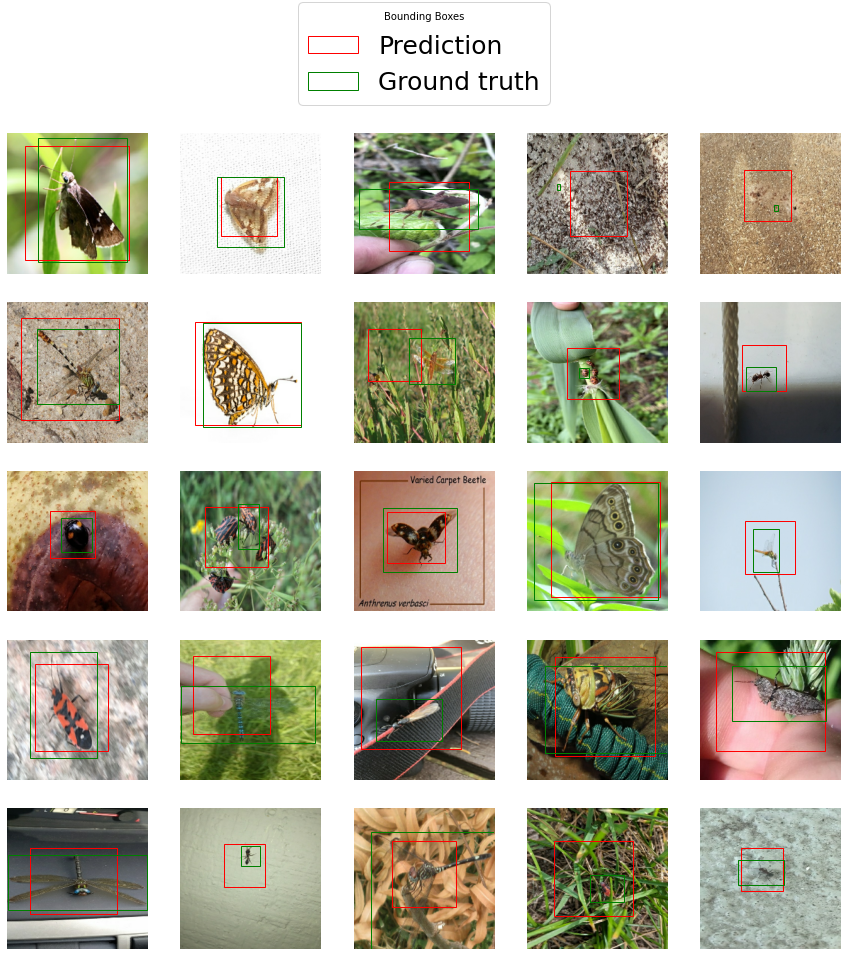 Bounding Boxes
Prediction
Ground truth
Varied Carpet Beetle
Anthrenus verbasci